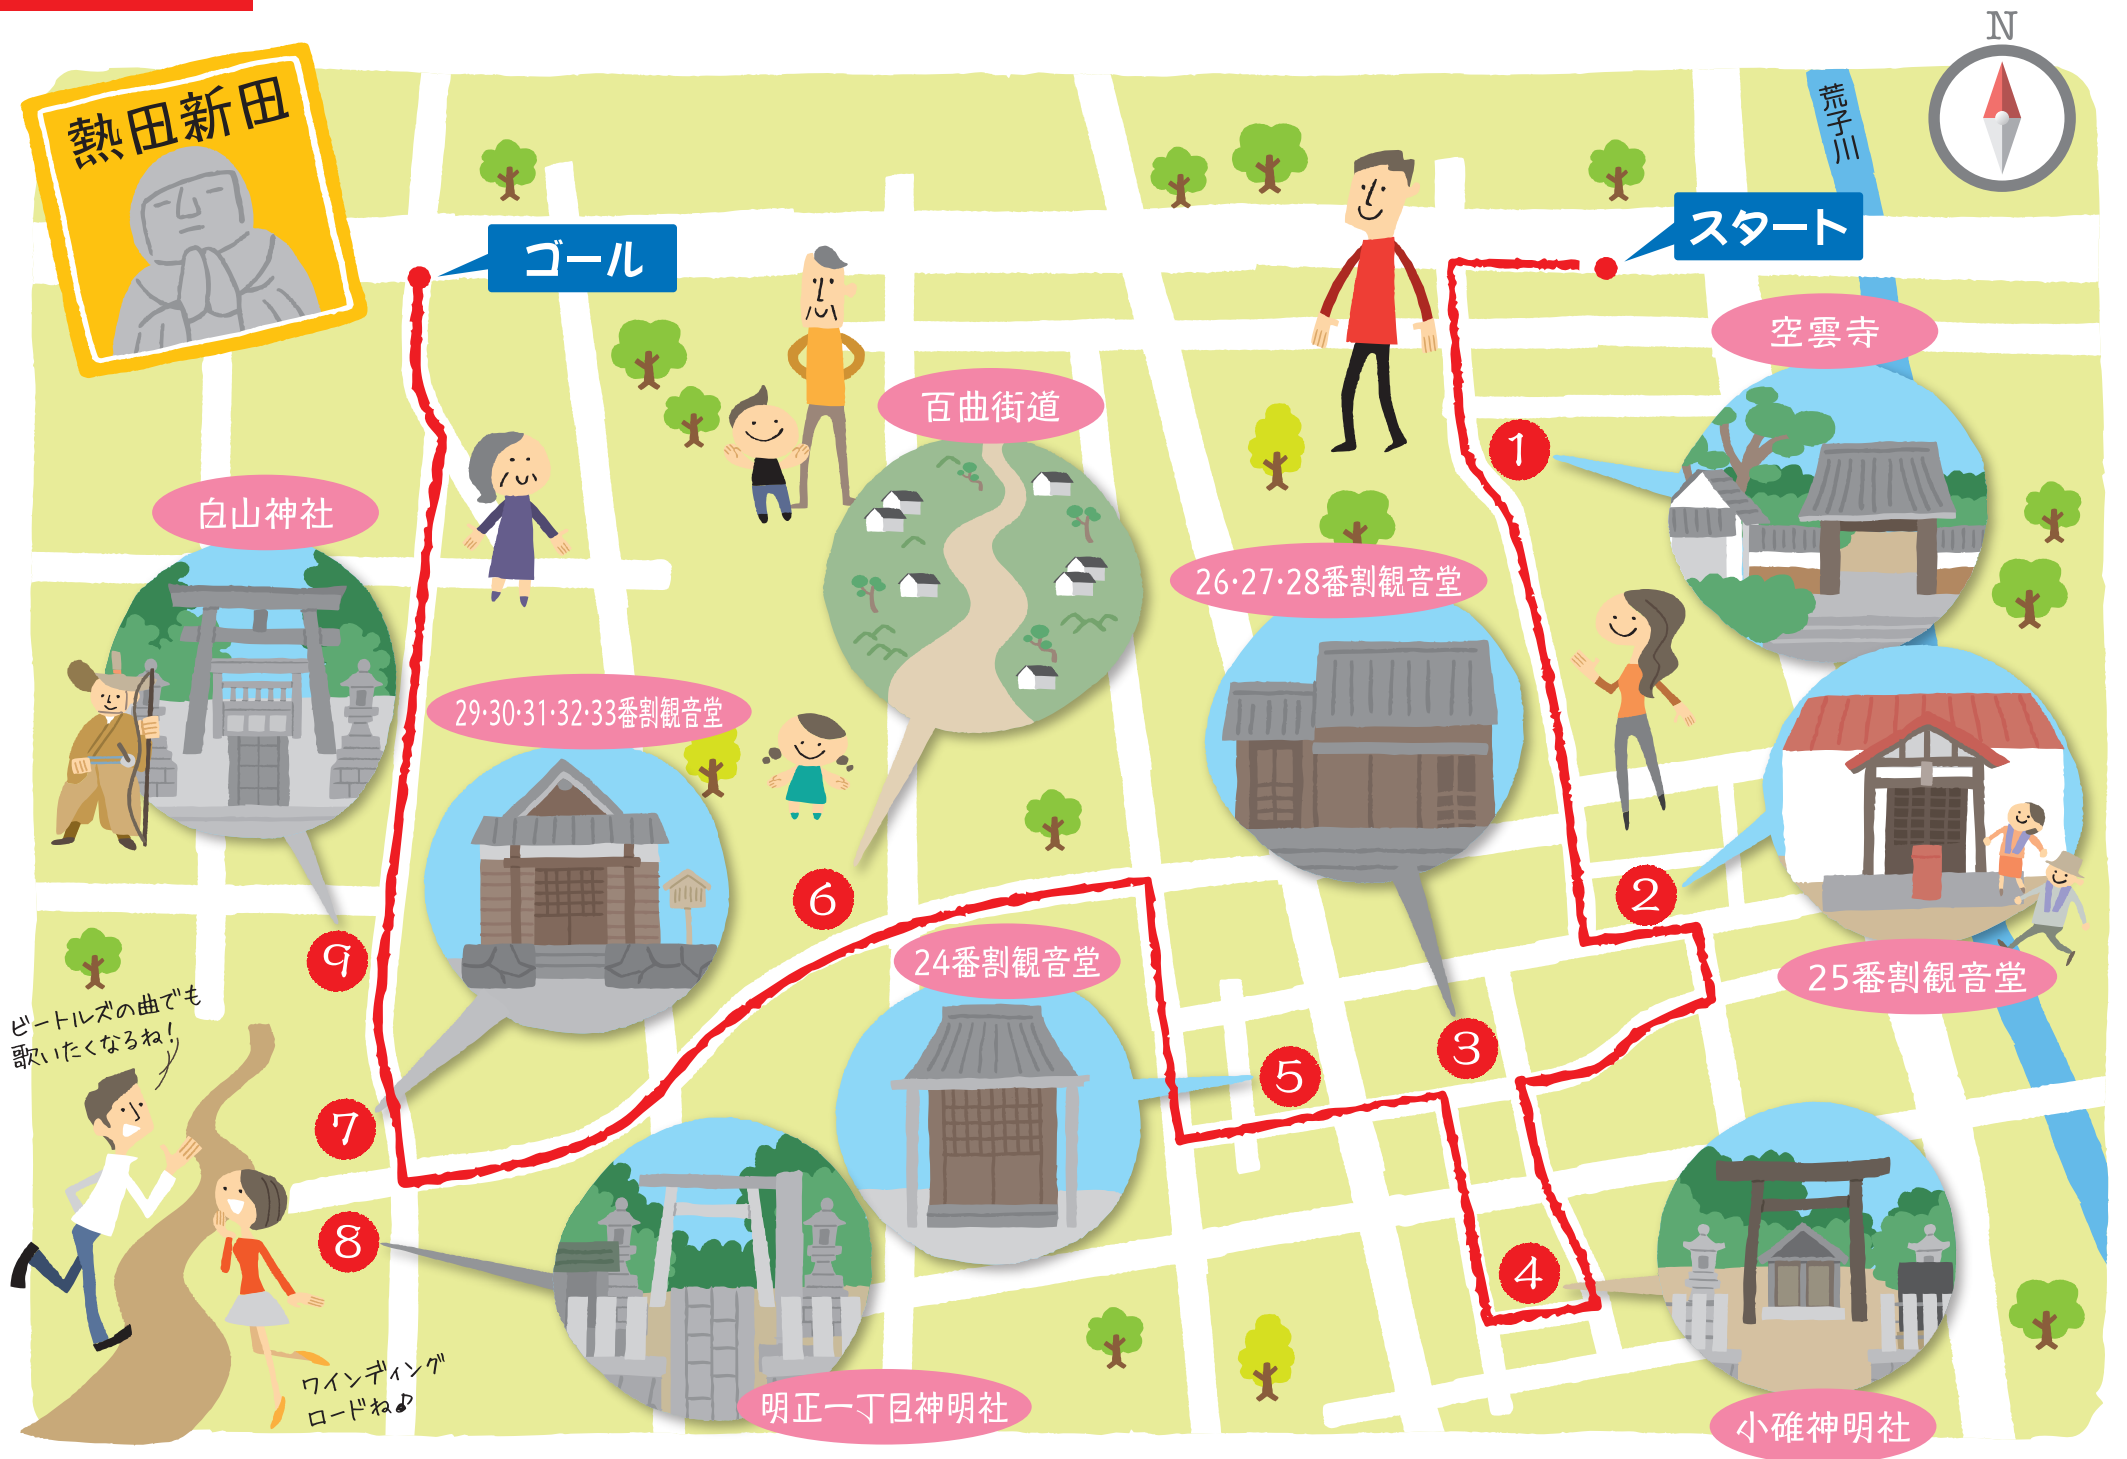 N
熱田新田
荒子川
スタート
ゴール
空雲寺
百曲街道
1
白山神社
26・27・28番割観音堂
29・30・31・32・33番割観音堂
2
6
24番割観音堂
9
25番割観音堂
ビートルズの曲でも
歌いたくなるね!
3
5
7
8
4
ワインディング
ロードね♪
明正一丁目神明社
小碓神明社